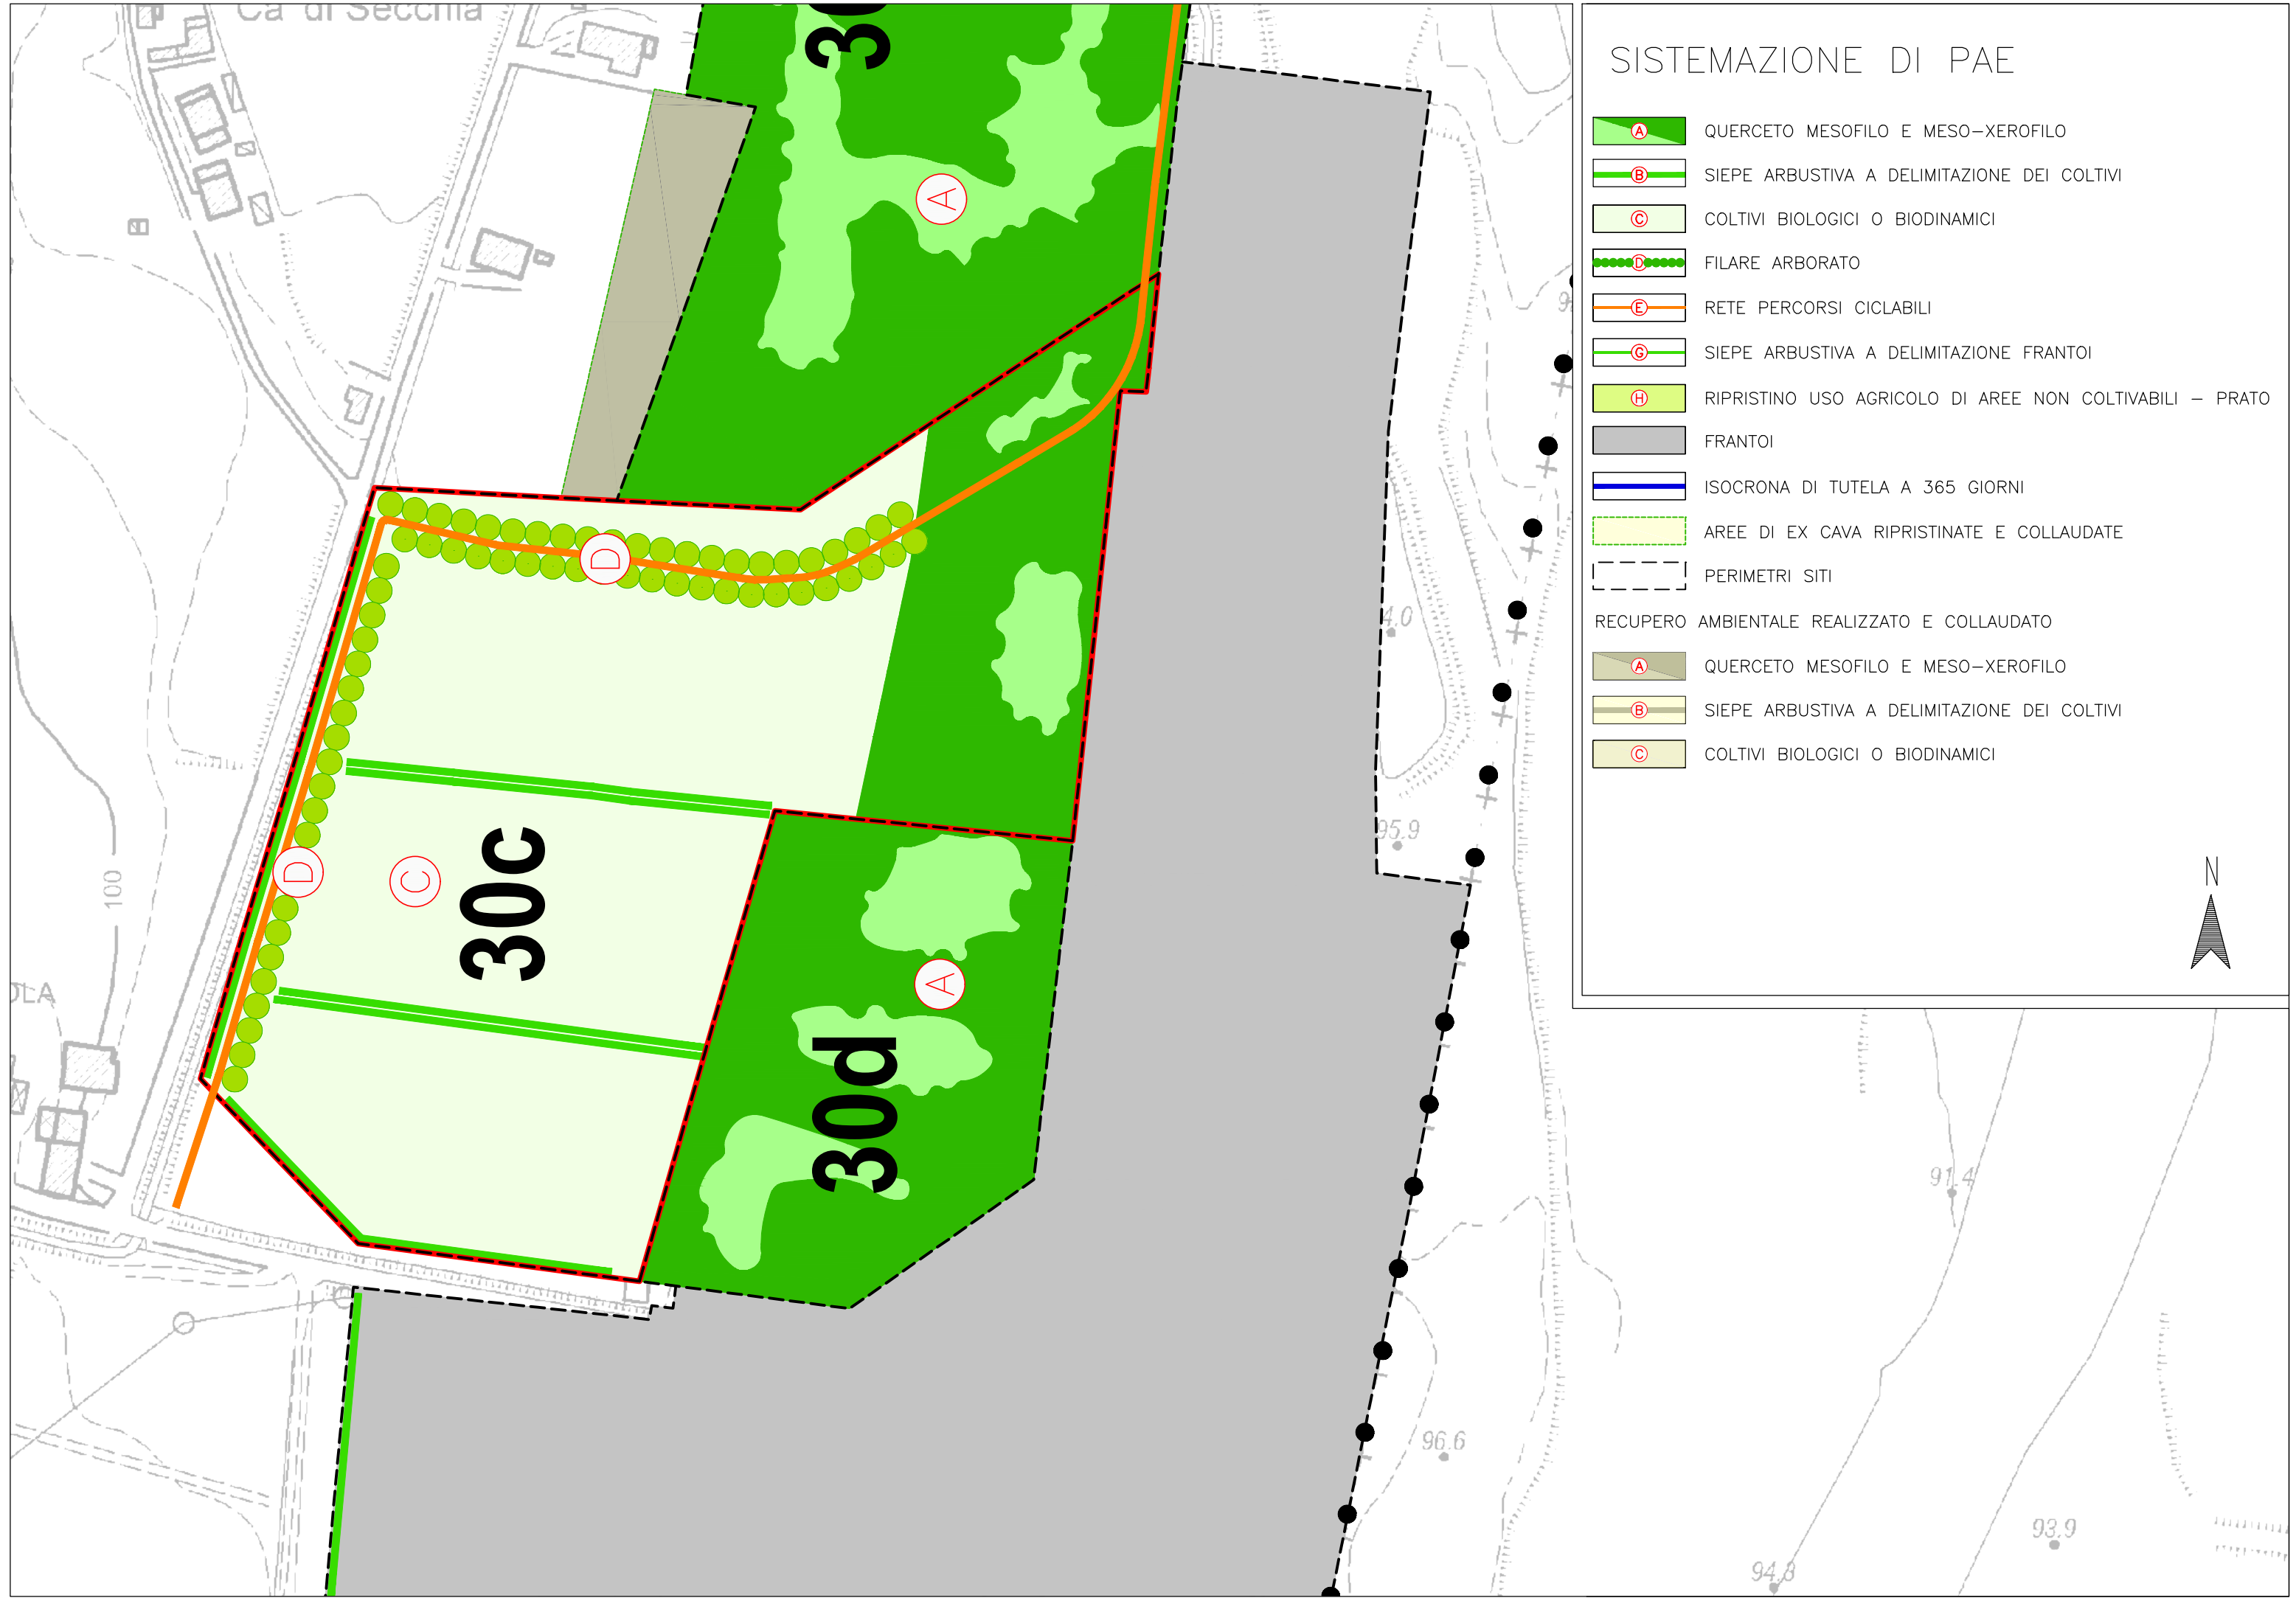 Ca di Secchia
SISTEMAZIONE DI PAE
A QUERCETO MESOFILO E MESO-XEROFILO
B SIEPE ARBUSTIVA A DELIMITAZIONE DEI COLTIVI
C COLTIVI BIOLOGICI O BIODINAMICI
D FILARE ARBORATO
E RETE PERCORSI CICLABILI
G SIEPE ARBUSTIVA A DELIMITAZIONE FRANTOI
H RIPRISTINO USO AGRICOLO DI AREE NON COLTIVABILI – PRATO
FRANTOI
ISOCRONA DI TUTELA A 365 GIORNI
AREE DI EX CAVA RIPRISTINATE E COLLAUDATE
PERIMETRI SITI
RECUPERO AMBIENTALE REALIZZATO E COLLAUDATO
A QUERCETO MESOFILO E MESO-XEROFILO
B SIEPE ARBUSTIVA A DELIMITAZIONE DEI COLTIVI
C COLTIVI BIOLOGICI O BIODINAMICI
N
A
D
D
C
30c
A
30d
100
95.9
96.6
91.4
93.9
94.8